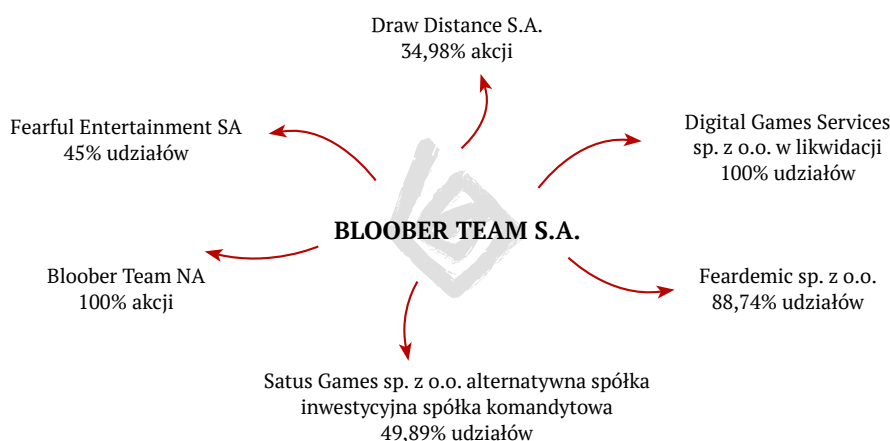 Draw Distance S.A.
34,98% akcji
Fearful Entertainment SA
45% udziałów
Digital Games Services
sp. z o.o. w likwidacji
100% udziałów
BLOOBER TEAM S.A.
Bloober Team NA
100% akcji
Feardemic sp. z o.o.
88,74% udziałów
Satus Games sp. z o.o. alternatywna spółka
inwestycyjna spółka komandytowa
49,89% udziałów